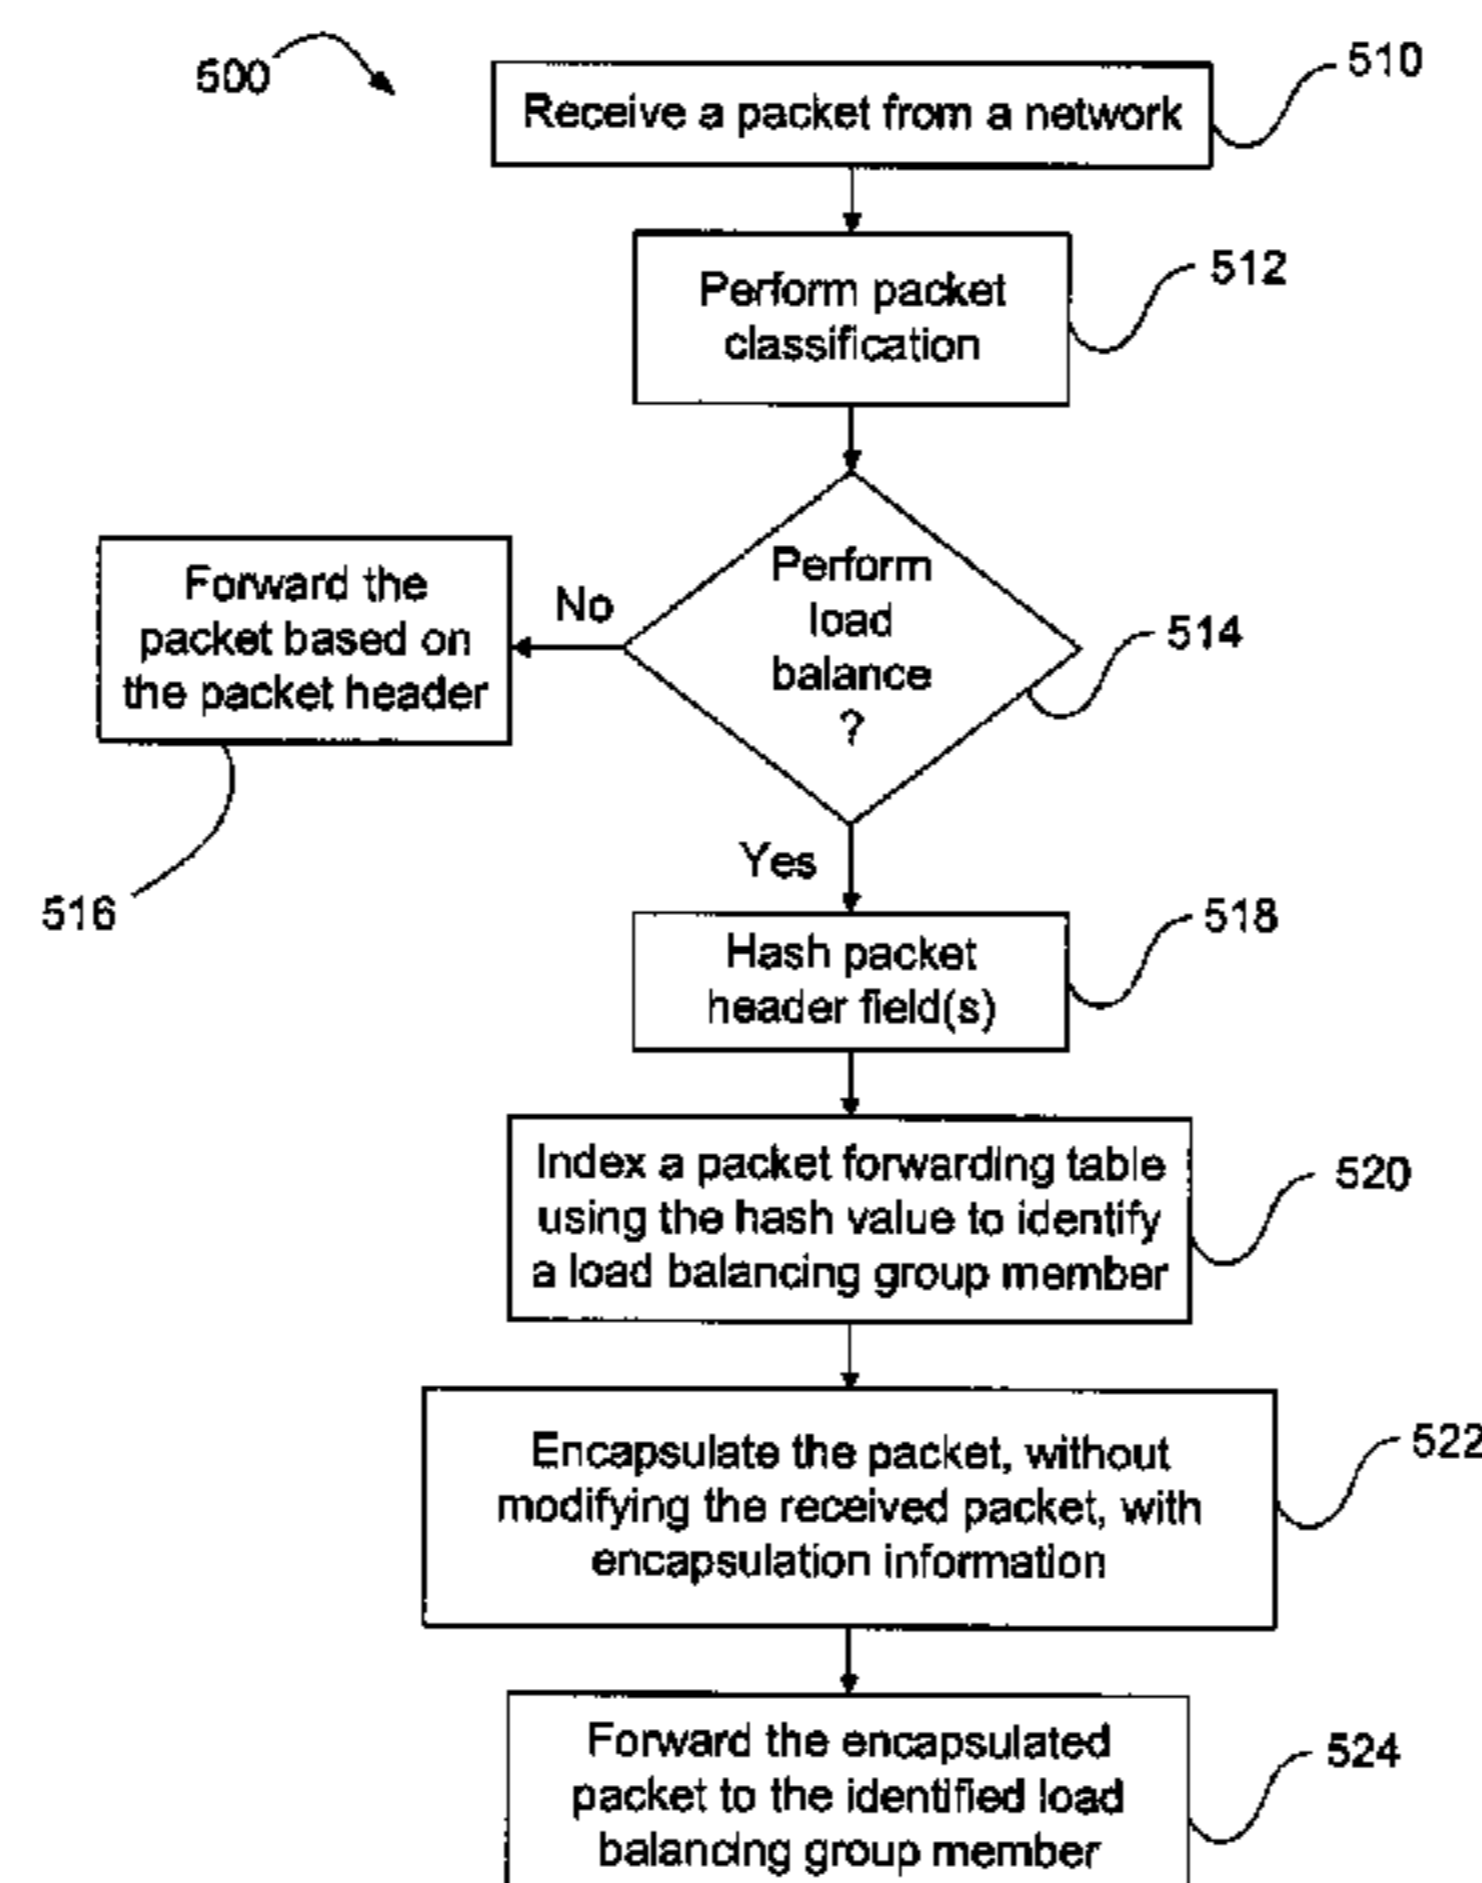 500
510
Receive a packet from a network
512
Perform packet
classification
514
Perform
load
balance
?
No
Forward the
packet based on
the packet header
516
Yes
518
Hash packet
header field(s)
520
Index a packet forwarding table
using the hash value to identify
a load balancing group member
522
Encapsulate the packet, without
modifying the received packet, with
encapsulation information
524
Forward the encapsulated
packet to the identified load
balancing group member